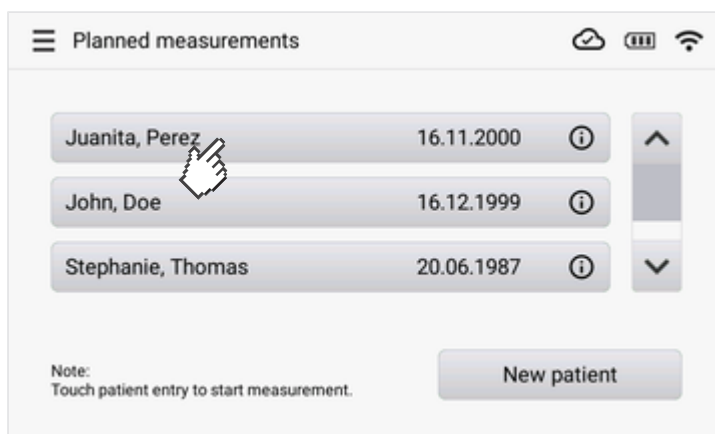 Planned measurements
Juanita, Perez 16.11.2000
John, Doe 16.12.1999
Stephanie, Thomas 20.06.1987
Note:
Touch patient entry to start measurement.
New patient